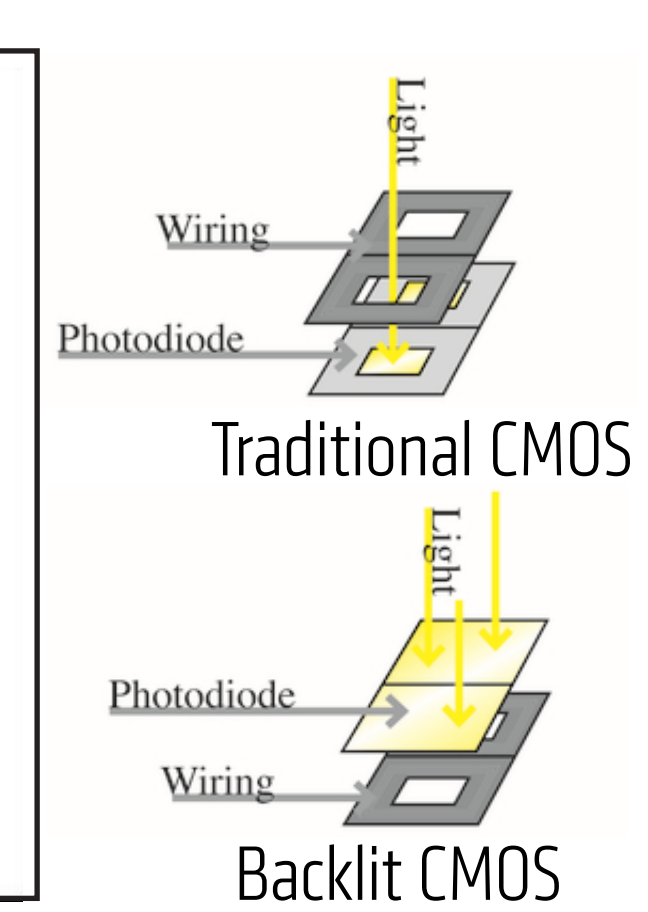 Light
Wiring
Photodiode
Traditional CMOS
Light
Photodiode
Wiring
Backlit CMOS